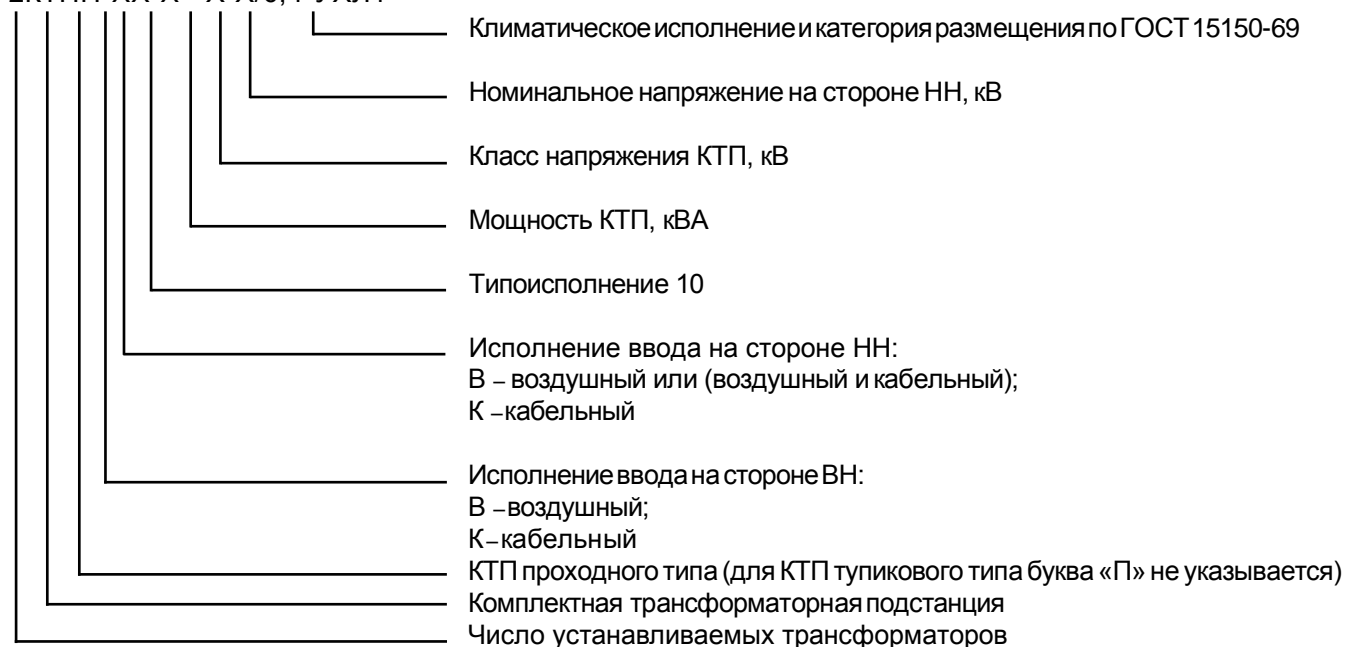 Климатическое исполнение и категория размещения по ГОСТ 15150-69
Номинальное напряжение на стороне НН, кВ
Класс напряжения КТП, кВ
Мощность КТП, кВА
Типоисполнение 10
Исполнение ввода на стороне НН:
В – воздушный или (воздушный и кабельный);
К –кабельный
Исполнение ввода на стороне ВН:
В –воздушный;
К–кабельный
КТП проходного типа (для КТП тупикового типа буква «П» не указывается)
Комплектная трансформаторная подстанция
Число устанавливаемых трансформаторов